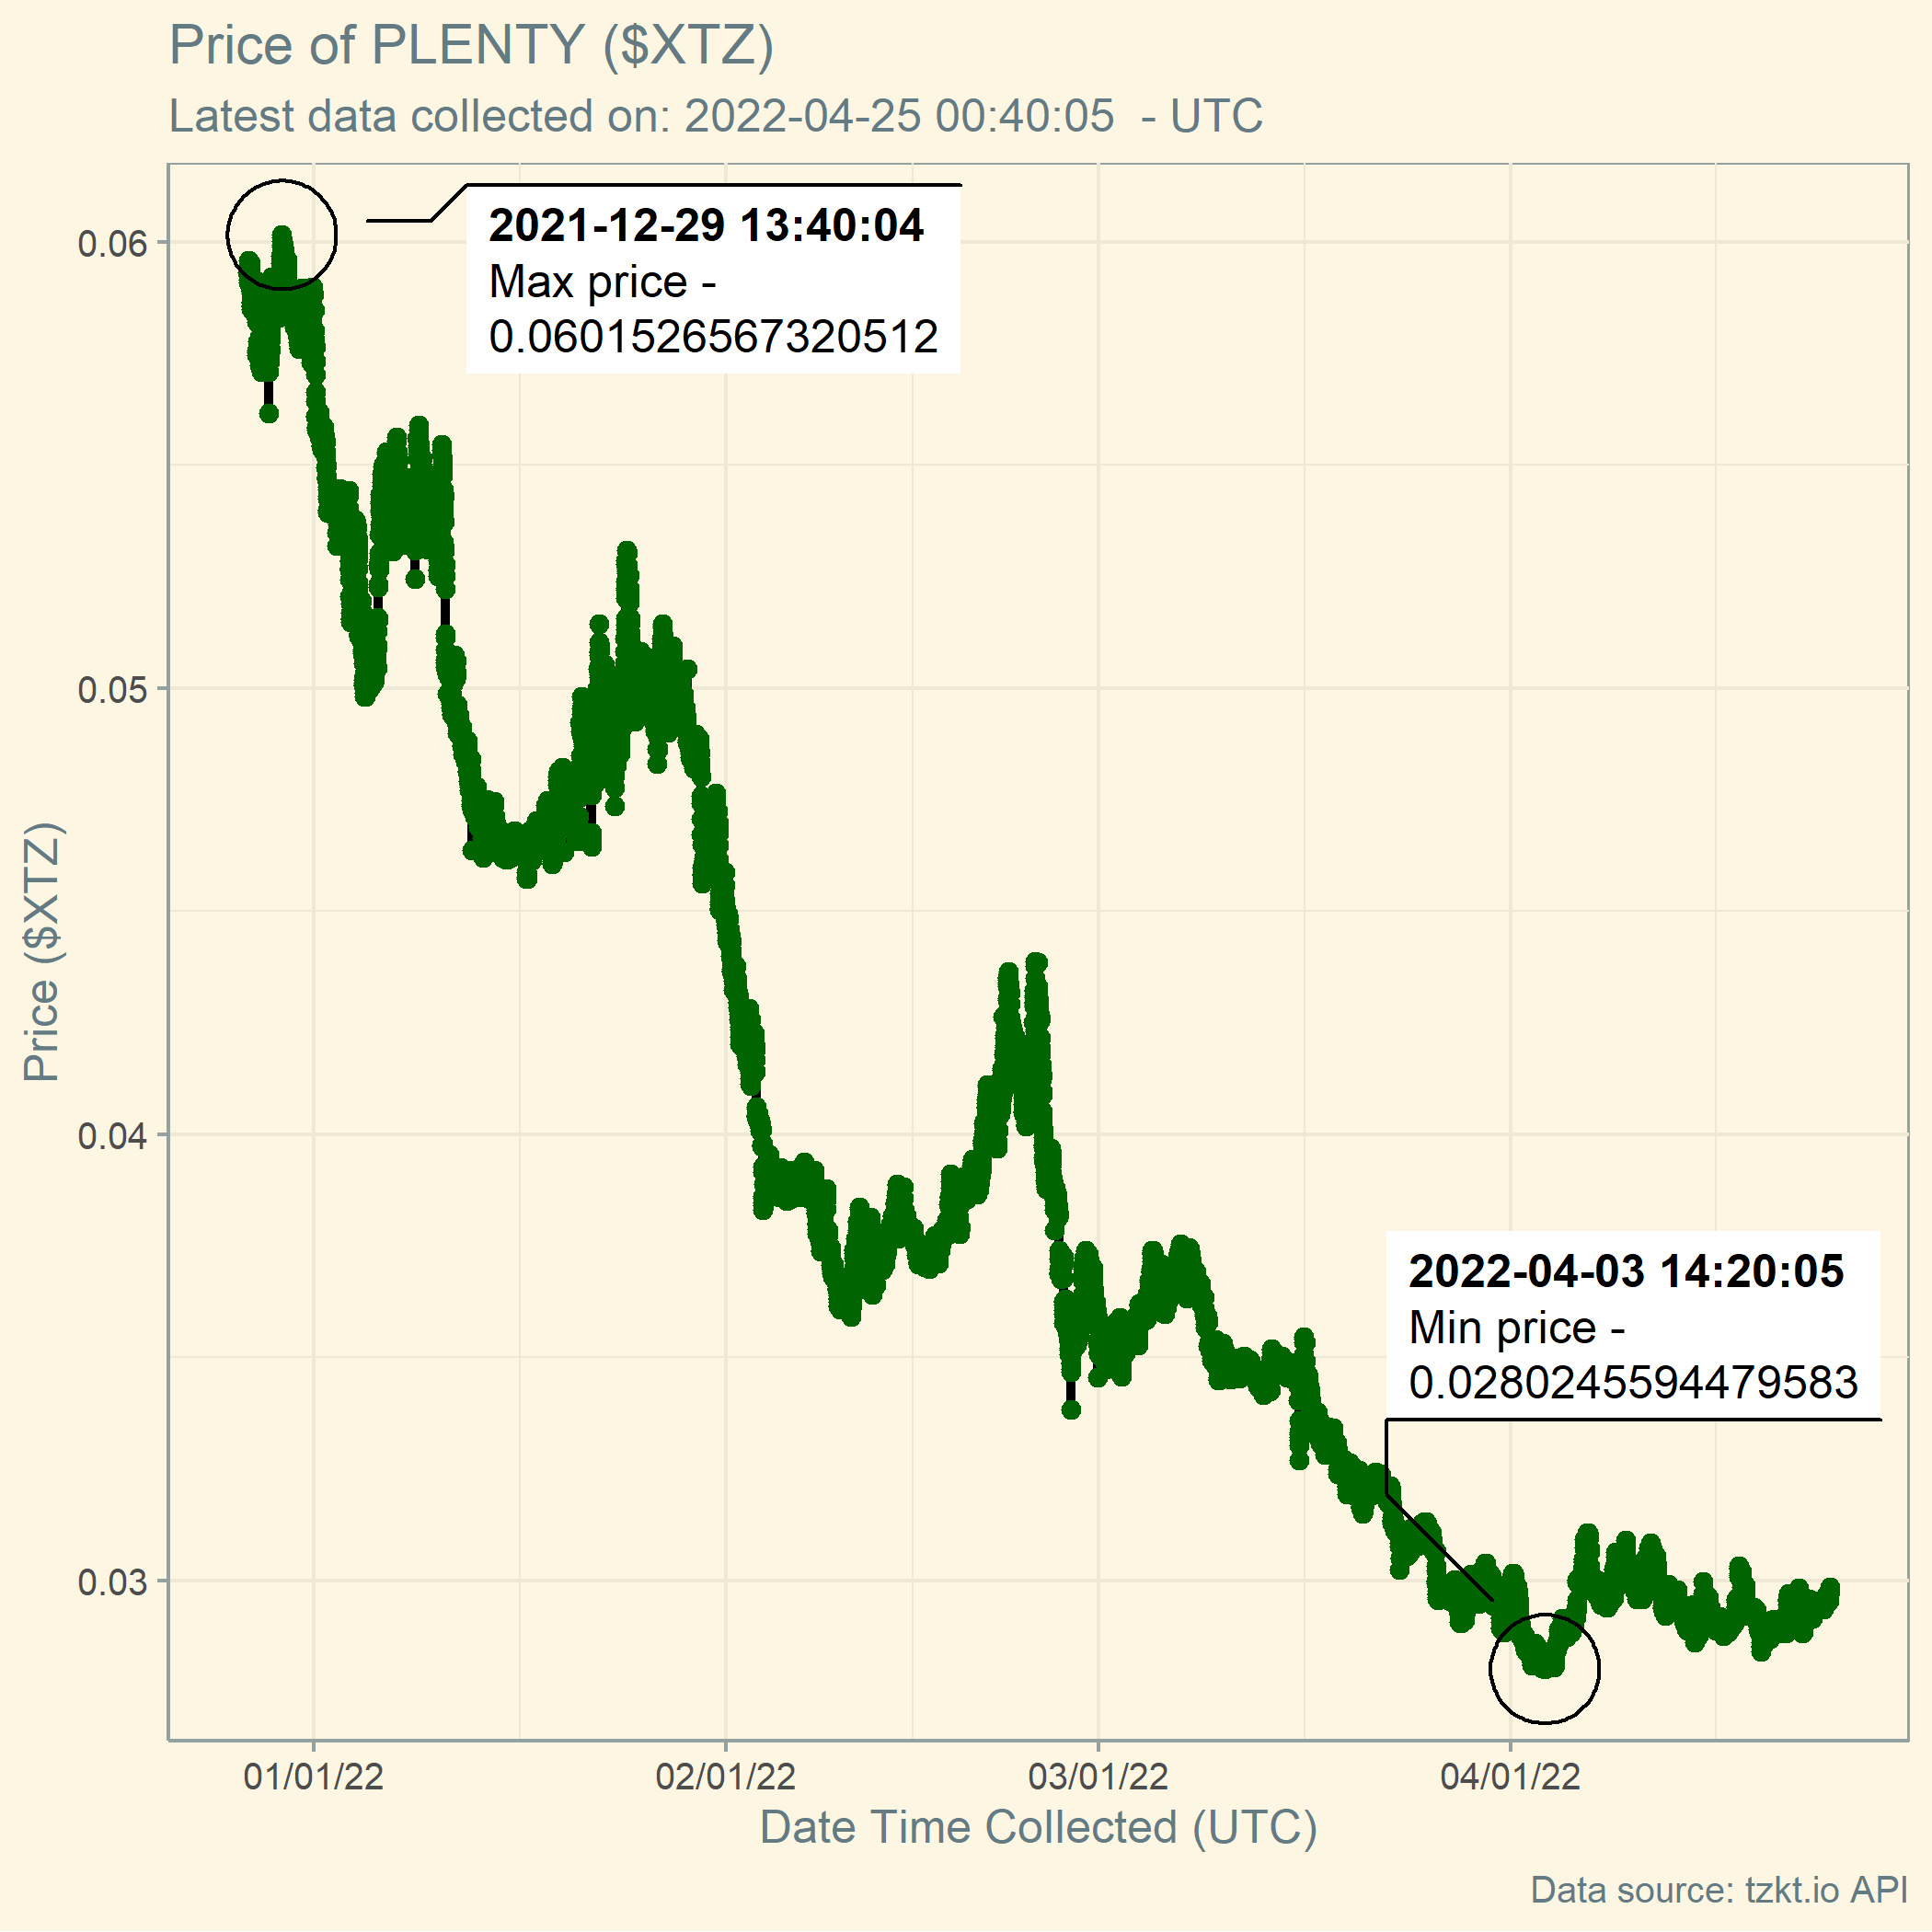 Price of PLENTY ($XTZ)
Latest data collected on: 2022-04-25 00:40:05  - UTC
2021-12-29 13:40:04
Max price -
0.0601526567320512
0.06
0.05
0.04
0.03
Price ($XTZ)
2022-04-03 14:20:05
Min price -
0.0280245594479583
01/01/22
02/01/22
03/01/22
04/01/22
Date Time Collected (UTC)
Data source: tzkt.io API